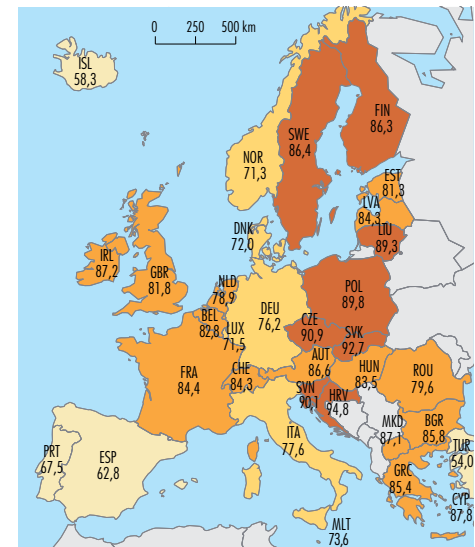 0 250 500 km
ISL
58,3
FIN
86,3
SWE
86,4
NOR
71,3
EST
81,3
LVA
84,3
LIU
89,3
DNK
72,0
IRL
87,2
GBR
81,8
NLD
78,9
BEL
82,8
LUX
71,5
DEU
76,2
POL
89,8
CZE
90,9
SVK
92,7
AUT
86,6
HUN
83,5
ROU
79,6
FRA
84,4
CHE
84,3
SVN
90,1
HRV
94,8
MKD
87,1
BGR
85,8
TUR
54,0
PRT
67,5
ESP
62,8
ITA
77,6
GRC
85,4
CYP
87,8
MLT
73,6